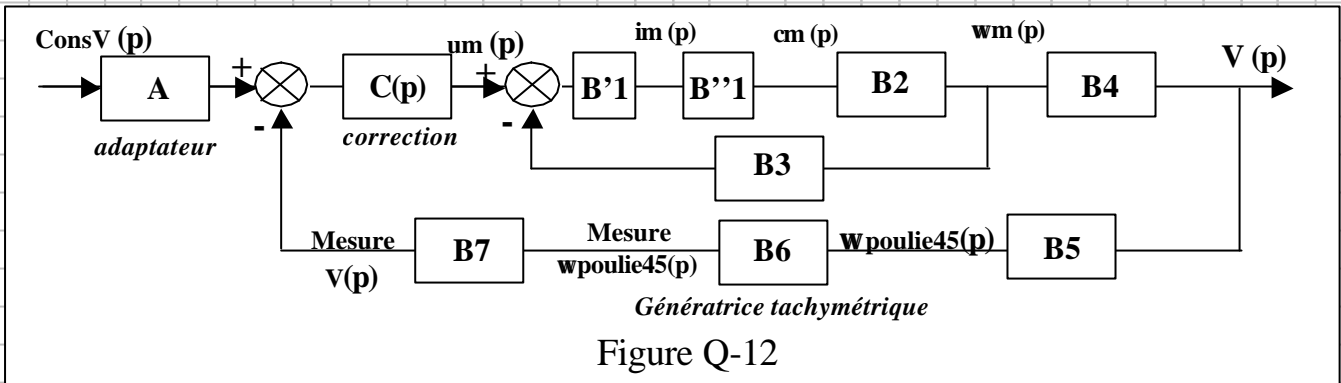 ConsV (p)
A
adaptateur
+
-
C(p)
correction
um (p)
+
-
B'1
im (p)
B''1
cm (p)
B2
wm (p)
B4
V (p)
B3
Mesure
V(p)
B7
Mesure
wpoulie45(p)
B6
wpoulie45(p)
B5
Génératrice tachymétrique
Figure Q-12